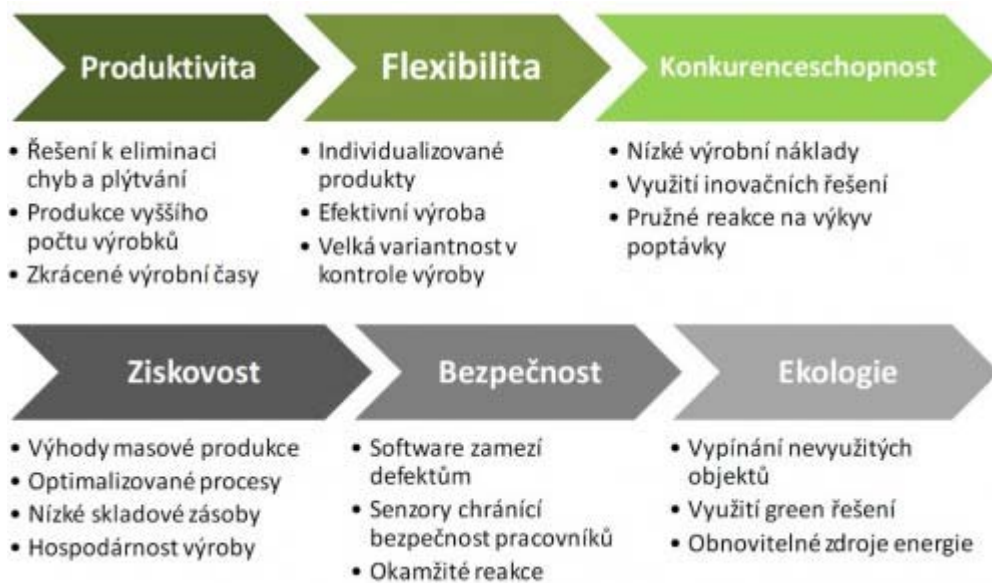 Produktivita
Flexibilita
Konkurenceschopnost
• Řešení k eliminaci
chyb a plýtvání
• Produkce vyššího
počtu výrobků
• Zkrácené výrobní časy
• Individualizované
produkty
• Efektivní výroba
• Velká variantnost v
kontrole výroby
• Nízké výrobní náklady
• Využití inovačních řešení
• Pružné reakce na výkyv
poptávky
Ziskovost
Bezpečnost
Ekologie
• Výhody masové produkce
• Optimalizované procesy
• Nízké skladové zásoby
• Hospodárnost výroby
• Software zamezí
defektům
• Senzory chránící
bezpečnost pracovníků
• Okamžité reakce
• Vypínání nevyužitých
objektů
• Využití green řešení
• Obnovitelné zdroje energie